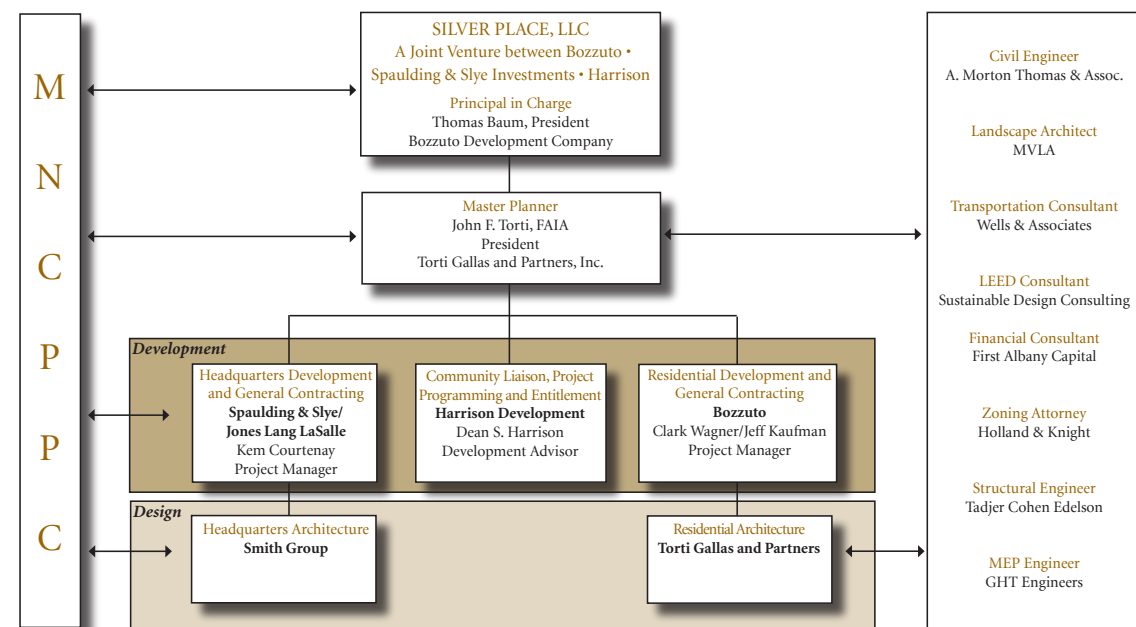 M
N
C
P
P
C
SILVER PLACE, LLC
A Joint Venture between Bozzuto •
Spaulding & Slye Investments • Harrison
Principal in Charge
Thomas Baum, President
Bozzuto Development Company
Master Planner
John F. Torti, FAIA
President
Torti Gallas and Partners, Inc.
Development
Headquarters Development
and General Contracting
Spaulding & Slye/
Jones Lang LaSalle
Kem Courtenay
Project Manager
Community Liaison, Project
Programming and Entitlement
Harrison Development
Dean S. Harrison
Development Advisor
Residential Development and
General Contracting
Bozzuto
Clark Wagner/Jeff Kaufman
Project Manager
Design
Headquarters Architecture
Smith Group
Residential Architecture
Torti Gallas and Partners
Civil Engineer
A. Morton Thomas & Assoc.
Landscape Architect
MVLA
Transportation Consultant
Wells & Associates
LEED Consultant
Sustainable Design Consulting
Financial Consultant
First Albany Capital
Zoning Attorney
Holland & Knight
Structural Engineer
Tadjer Cohen Edelson
MEP Engineer
GHT Engineers